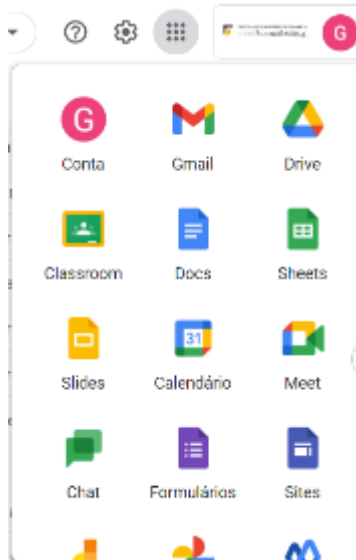 G
G
Conta Gmail Drive
Classroom Docs Sheets
31
Slides Calendário Meet
Chat Formulários Sites